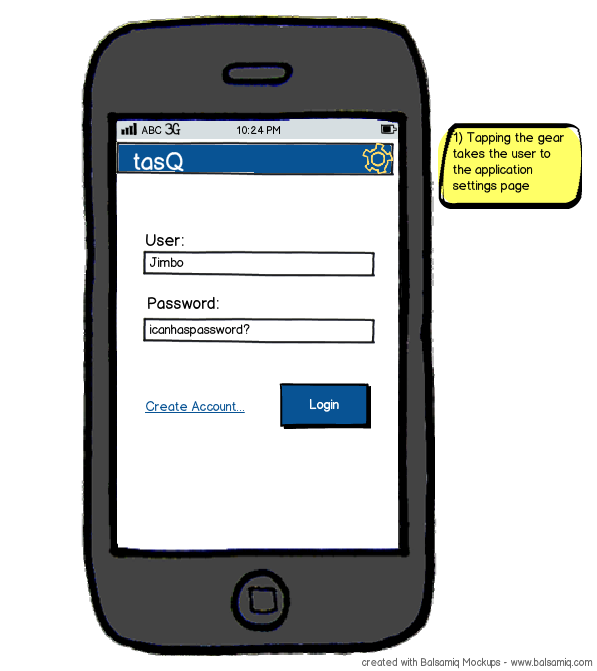 ABC 3G 10:24 PM
tasQ
1) Tapping the gear
takes the user to
the application
settings page
User:
Jimbo
Password:
icanhaspassword?
Create Account...
Login
created with Balsamiq Mockups - www.balsamiq.com